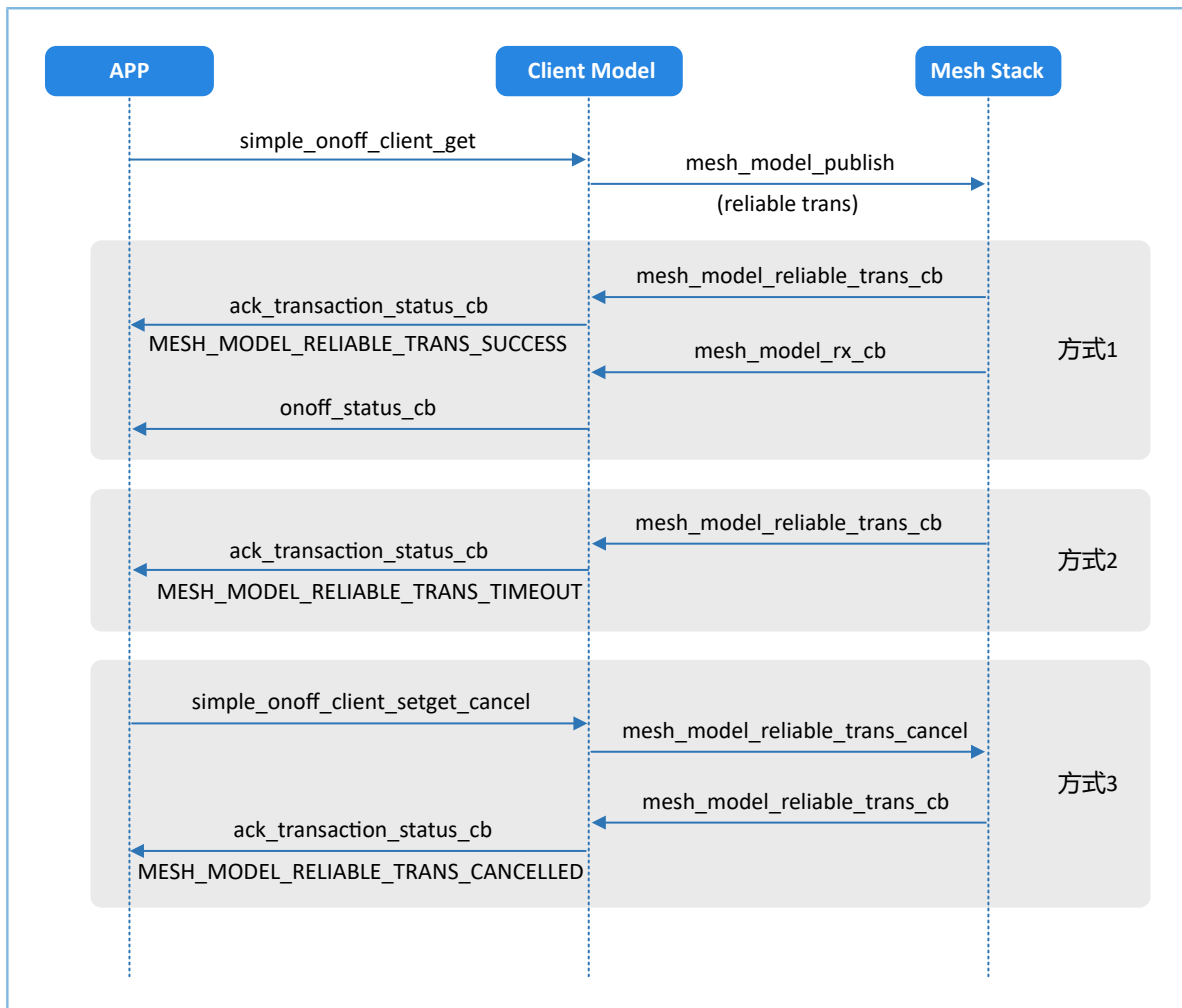 APP
Client Model
Mesh Stack
simple_onoff_client_get
mesh_model_publish
(reliable trans)
mesh_model_reliable_trans_cb
ack_transaction_status_cb
MESH_MODEL_RELIABLE_TRANS_SUCCESS
mesh_model_rx_cb
方式1
onoff_status_cb
mesh_model_reliable_trans_cb
ack_transaction_status_cb
方式2
MESH_MODEL_RELIABLE_TRANS_TIMEOUT
simple_onoff_client_setget_cancel
mesh_model_reliable_trans_cancel
方式3
mesh_model_reliable_trans_cb
ack_transaction_status_cb
MESH_MODEL_RELIABLE_TRANS_CANCELLED